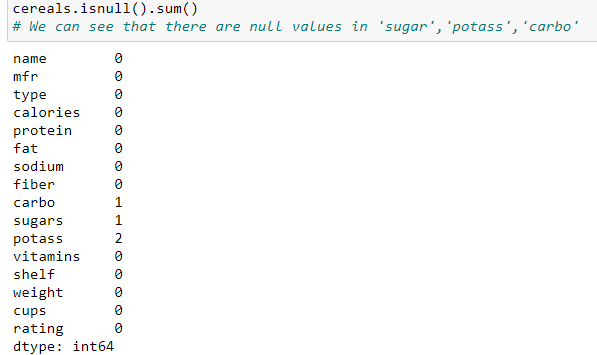 cereals.isnull().sum()
# We can see that there are null values in 'sugar','potass','carbo'
name 0
mfr 0
type 0
calories 0
protein 0
fat 0
sodium 0
fiber 0
carbo 1
sugars 1
potass 2
vitamins 0
shelf 0
weight 0
cups 0
rating 0
dtype: int64